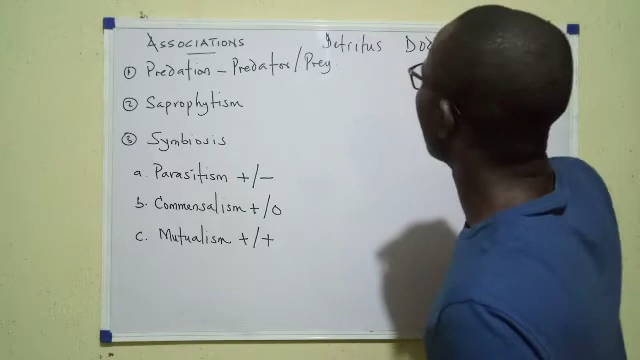 ASSOCIATIONS
Detritus
① Predation – Predator/Prey
② Saprophytism
③ Symbiosis
a. Parasitism +/–
b. Commensalism +/0
c. Mutualism +/+